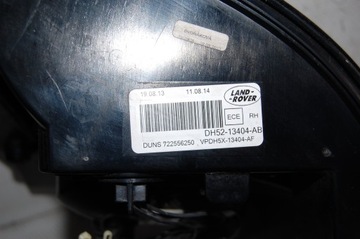 18.08.13 11.08.14
LAND-
ROVER
ECE RH
DH52-13404-AB
DUNS 722556250 VPDH5X-13404-AF